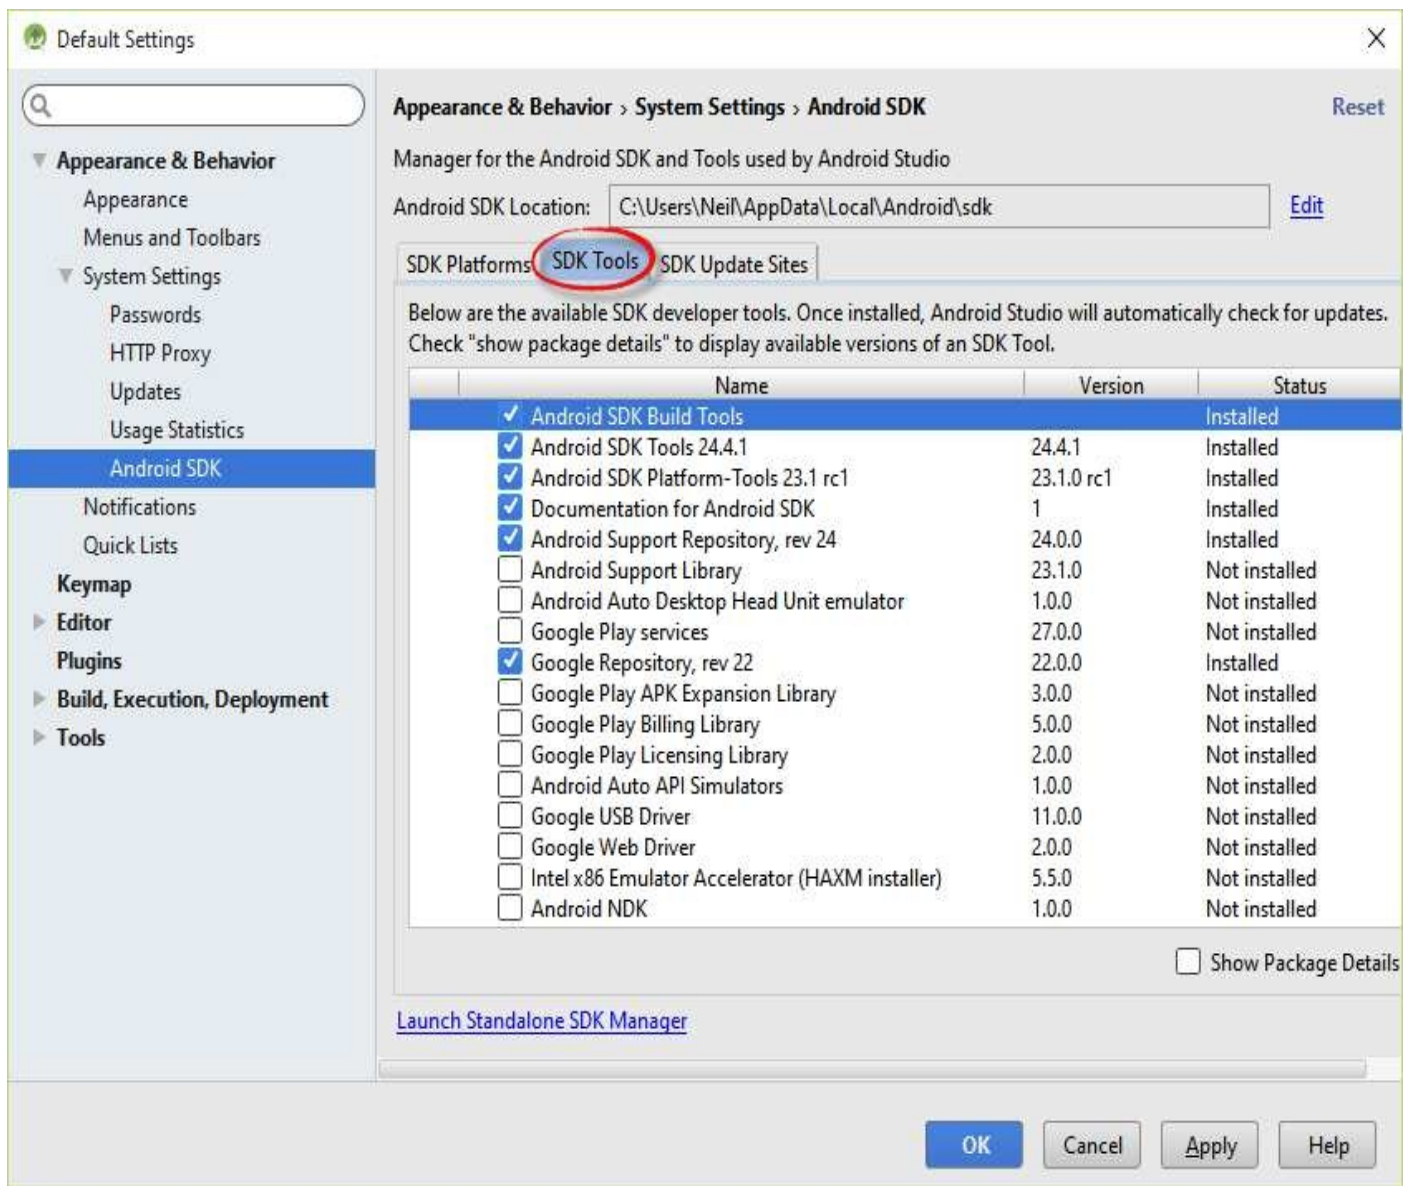 Default Settings
Appearance & Behavior
Appearance
Menus and Toolbars
System Settings
Passwords
HTTP Proxy
Updates
Usage Statistics
Android SDK
Notifications
Quick Lists
Keymap
Editor
Plugins
Build, Execution, Deployment
Tools
Appearance & Behavior › System Settings › Android SDK Reset
Manager for the Android SDK and Tools used by Android Studio
Android SDK Location: C:\Users\Neil\AppData\Local\Android\sdk Edit
SDK Platforms SDK Tools SDK Update Sites
Below are the available SDK developer tools. Once installed, Android Studio will automatically check for updates.
Check "show package details" to display available versions of an SDK Tool.
Name Version Status
Android SDK Build Tools Installed
Android SDK Tools 24.4.1 24.4.1 Installed
Android SDK Platform-Tools 23.1 rc1 23.1.0 rc1 Installed
Documentation for Android SDK 1 Installed
Android Support Repository, rev 24 24.0.0 Installed
Android Support Library 23.1.0 Not installed
Android Auto Desktop Head Unit emulator 1.0.0 Not installed
Google Play services 27.0.0 Not installed
Google Repository, rev 22 22.0.0 Installed
Google Play APK Expansion Library 3.0.0 Not installed
Google Play Billing Library 5.0.0 Not installed
Google Play Licensing Library 2.0.0 Not installed
Android Auto API Simulators 1.0.0 Not installed
Google USB Driver 11.0.0 Not installed
Google Web Driver 2.0.0 Not installed
Intel x86 Emulator Accelerator (HAXM installer) 5.5.0 Not installed
Android NDK 1.0.0 Not installed
Show Package Details
Launch Standalone SDK Manager
OK Cancel Apply Help